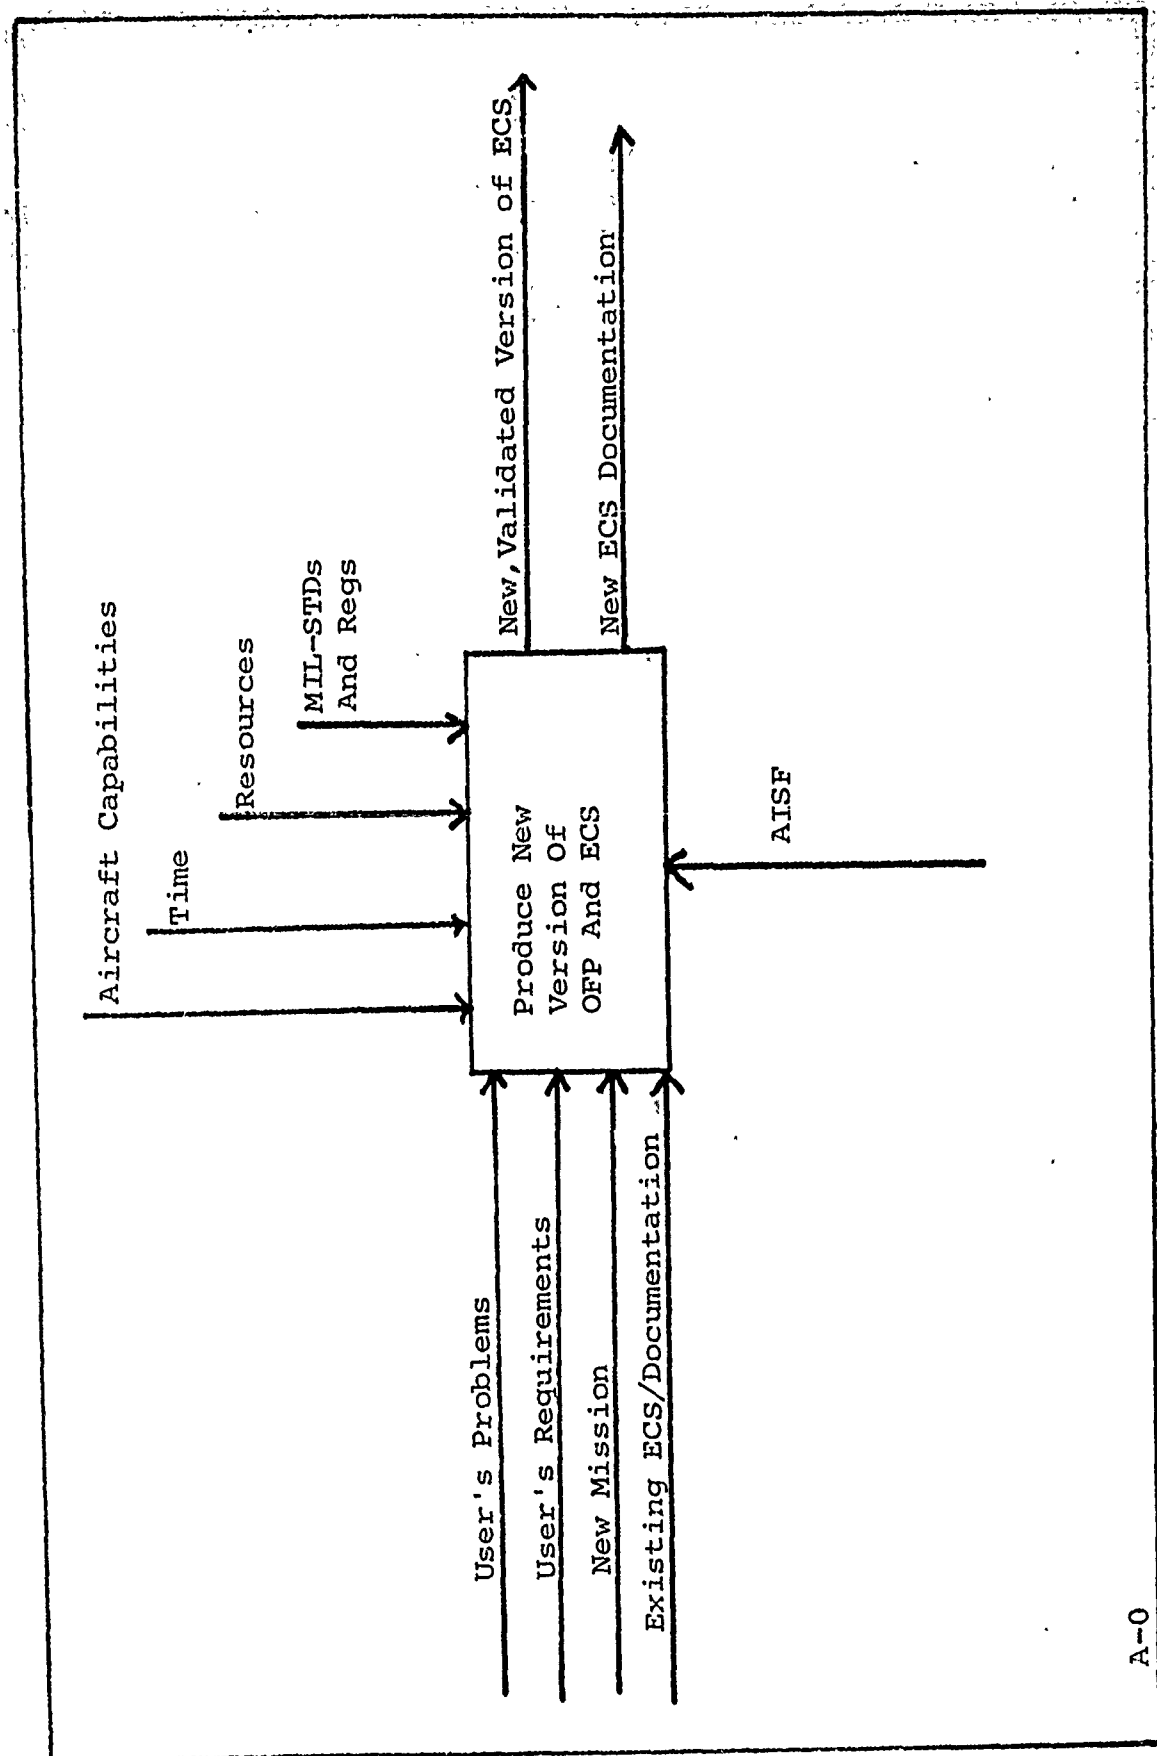 Aircraft Capabilities
Time
Resources
MIL-STDs
And Regs
User's Problems
User's Requirements
New Mission
Existing ECS/Documentation
Produce New
Version Of
OFP And ECS
New,Validated Version of ECS
New ECS Documentation
AISF
A-0